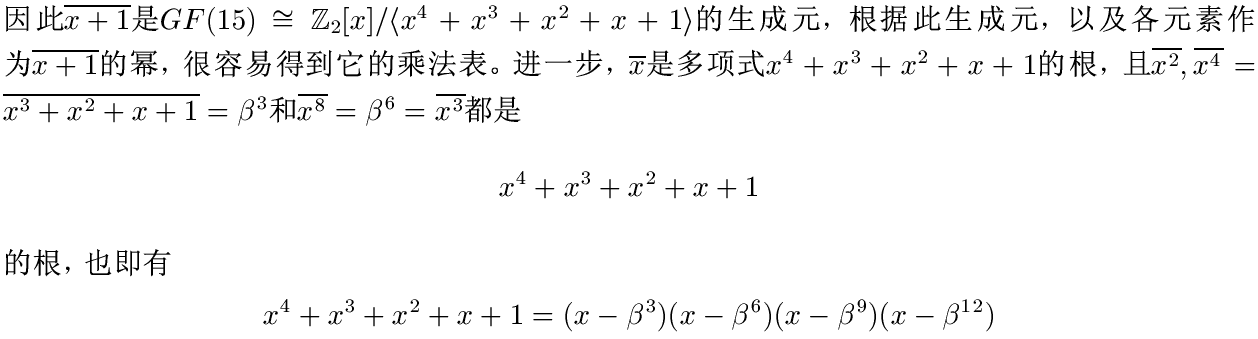 因此$\overline{x+1}$是$GF(15) \cong \mathbb{Z}_2[x]/\langle x^4 + x^3 + x^2 + x + 1\rangle$的生成元，根据此生成元，以及各元素作
为$\overline{x+1}$的幂，很容易得到它的乘法表。进一步，$\overline{x}$是多项式$x^4 + x^3 + x^2 + x + 1$的根，且$\overline{x^2}, \overline{x^4} =$
$\overline{x^3 + x^2 + x + 1} = \beta^3$和$\overline{x^8} = \beta^6 = \overline{x^3}$都是
$x^4 + x^3 + x^2 + x + 1$
的根，也即有
$x^4 + x^3 + x^2 + x + 1 = (x - \beta^3)(x - \beta^6)(x - \beta^9)(x - \beta^{12})$